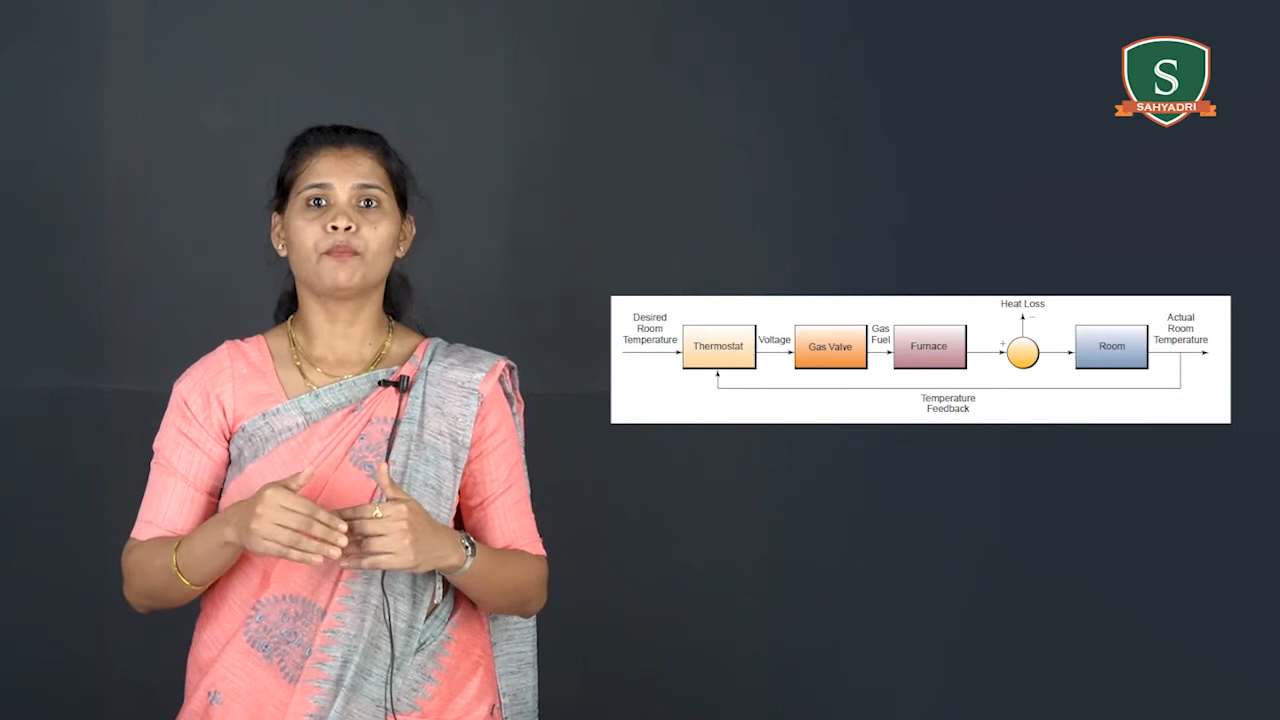 S
SAHYADRI
Heat Loss
Desired
Room
Temperature
Thermostat
Voltage
Gas Valve
Gas
Fuel
Furnace
+
−
Room
Actual
Room
Temperature
Temperature
Feedback